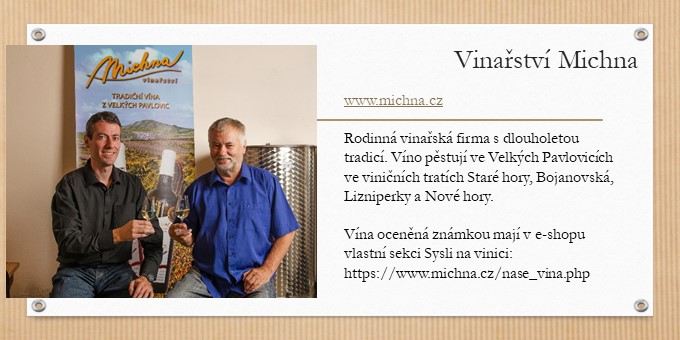 Vinařství Michna
Michna
vinařství
TRADIČNÍ VÍNA
Z VELKÝCH PAVLOVIC
www.michna.cz
Rodinná vinařská firma s dlouholetou
tradicí. Víno pěstují ve Velkých Pavlovicích
ve viničních tratích Staré hory, Bojanovská,
Lizniperky a Nové hory.
Vína oceněná známkou mají v e-shopu
vlastní sekci Sysli na vinici:
https://www.michna.cz/nase_vina.php